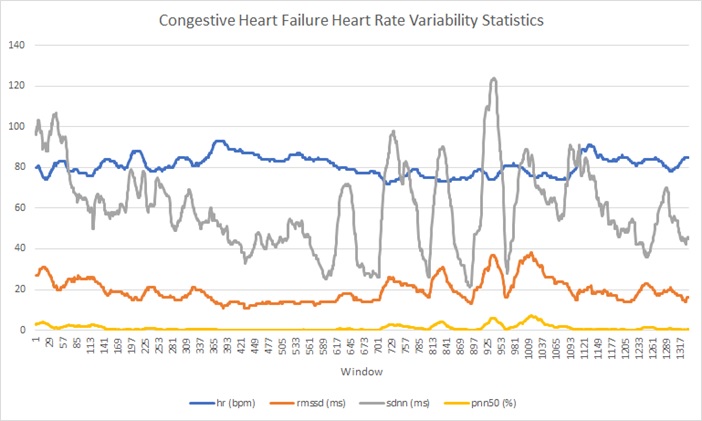 Congestive Heart Failure Heart Rate Variability Statistics
140
120
100
80
60
40
20
0
1 29 57 85 113 141 169 197 225 253 281 309 337 365 393 421 449 477 505 533 561 589 617 645 673 701 729 757 785 813 841 869 897 925 953 981 1009 1037 1065 1093 1121 1149 1177 1205 1233 1261 1289 1317
Window
hr (bpm) rmssd (ms) sdnn (ms) pnn50 (%)